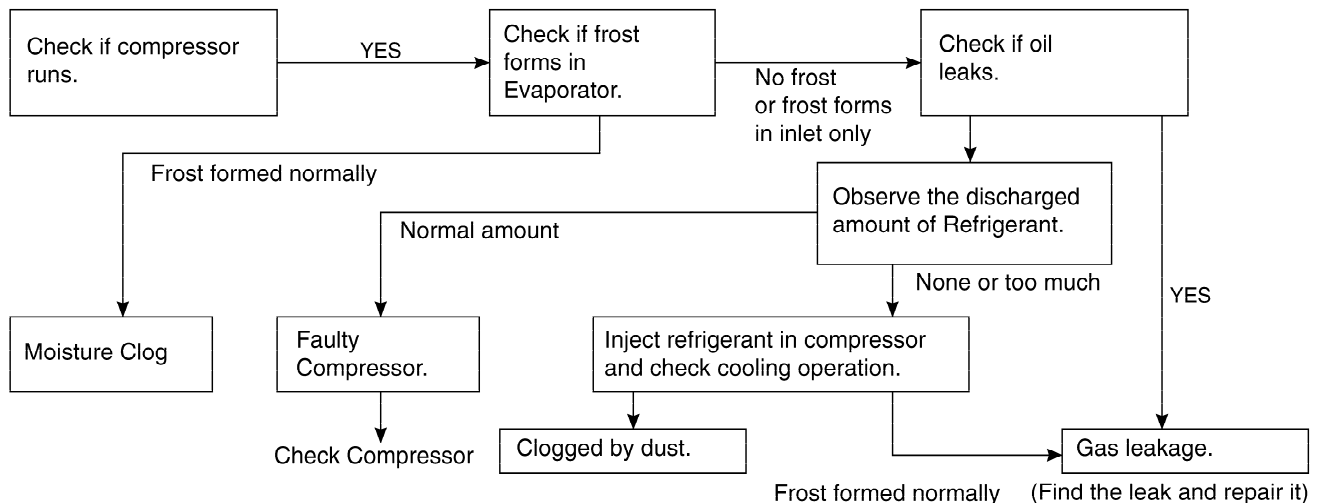 Check if compressor
runs.
YES
Check if frost
forms in
Evaporator.
No frost
or frost forms
in inlet only
Check if oil
leaks.
Frost formed normally
Observe the discharged
amount of Refrigerant.
Normal amount
None or too much
YES
Moisture Clog
Faulty
Compressor.
Inject refrigerant in compressor
and check cooling operation.
Check Compressor
Clogged by dust.
Gas leakage.
Frost formed normally
(Find the leak and repair it)